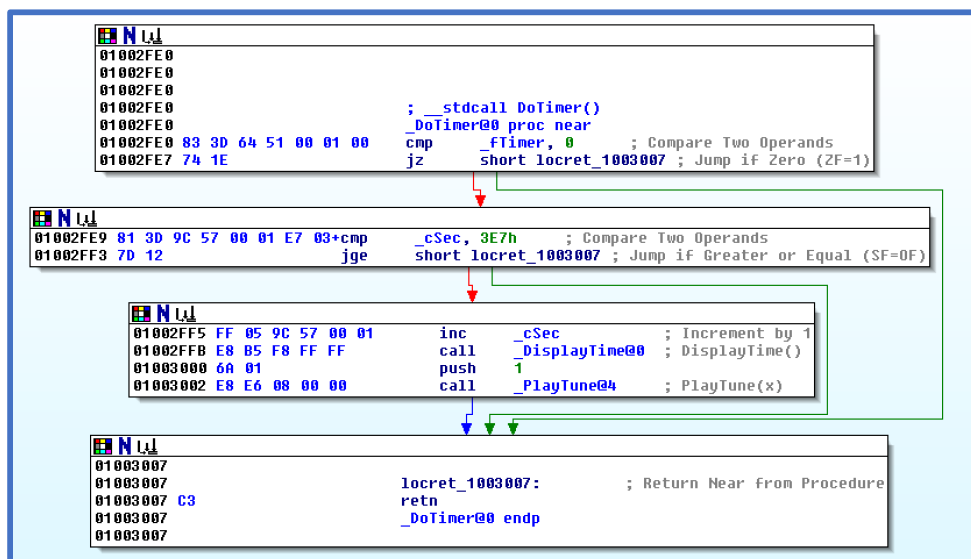 01002FE0
01002FE0
01002FE0
01002FE0 ; __stdcall DoTimer()
01002FE0 _DoTimer@0 proc near
01002FE0 83 3D 64 51 00 01 00 cmp _fTimer, 0 ; Compare Two Operands
01002FE7 74 1E jz short locret_1003007 ; Jump if Zero (ZF=1)
01002FE9 81 3D 9C 57 00 01 E7 03+cmp _cSec, 3E7h ; Compare Two Operands
01002FF3 7D 12 jge short locret_1003007 ; Jump if Greater or Equal (SF=OF)
01002FF5 FF 05 9C 57 00 01 inc _cSec ; Increment by 1
01002FFB E8 B5 F8 FF FF call _DisplayTime@0 ; DisplayTime()
01003000 6A 01 push 1
01003002 E8 E6 08 00 00 call _PlayTune@4 ; PlayTune(x)
01003007
01003007 locret_1003007: ; Return Near from Procedure
01003007 C3 retn
01003007 _DoTimer@0 endp
01003007